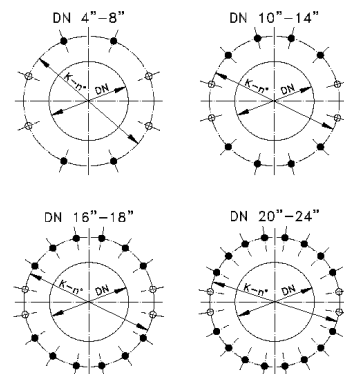 DN 4"-8"
DN 10"-14"
K-n°
DN
K-n°
DN
DN 16"-18"
DN 20"-24"
K-n°
DN
K-n°
DN